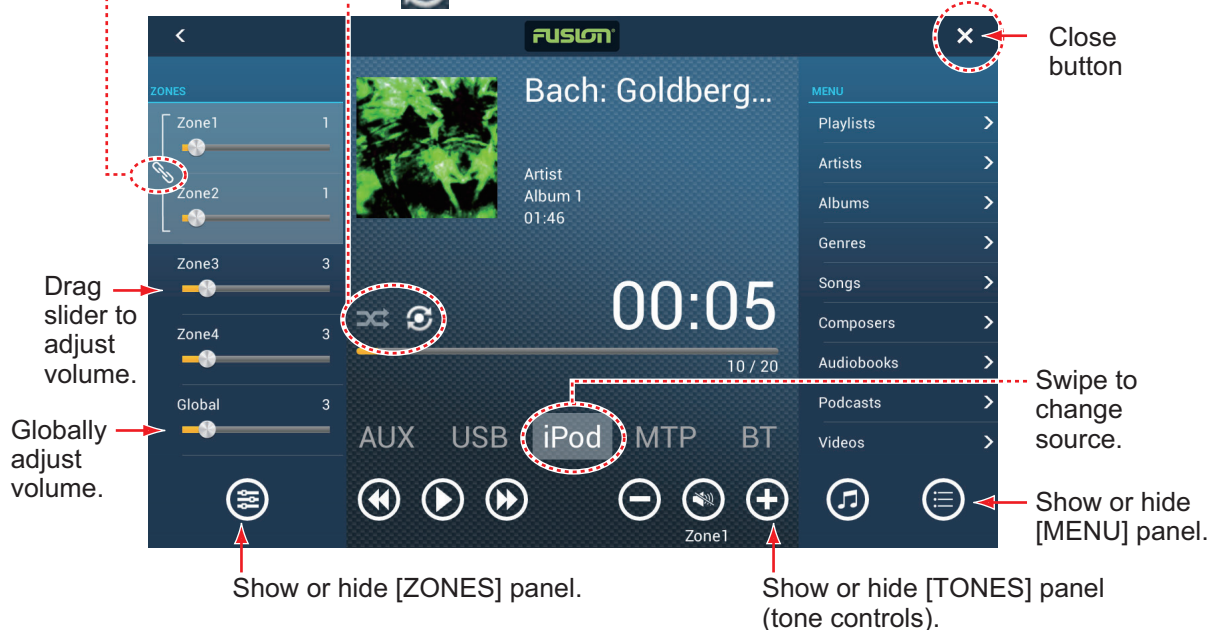 FUSION
Close
button
ZONES
Zone1 1
Zone2 1
Zone3 3
Zone4 3
Global 3
Drag
slider to
adjust
volume.
Globally
adjust
volume.
Bach: Goldberg...
Artist
Album 1
01:46
00:05
10 / 20
AUX USB iPod MTP BT
Zone1
MENU
Playlists
Artists
Albums
Genres
Songs
Composers
Audiobooks
Podcasts
Videos
Swipe to
change
source.
Show or hide
[MENU] panel.
Show or hide [ZONES] panel.
Show or hide [TONES] panel
(tone controls).